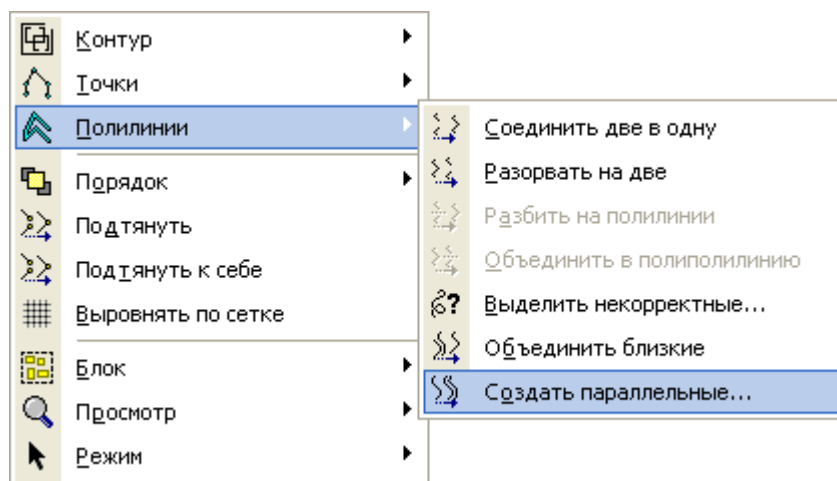 Контур
Точки
Полилинии
Порядок
Подтянуть
Подтянуть к себе
Выровнять по сетке
Блок
Просмотр
Режим
Соединить две в одну
Разорвать на две
Разбить на полилинии
Объединить в полиполилинию
Выделить некорректные...
Объединить близкие
Создать параллельные...